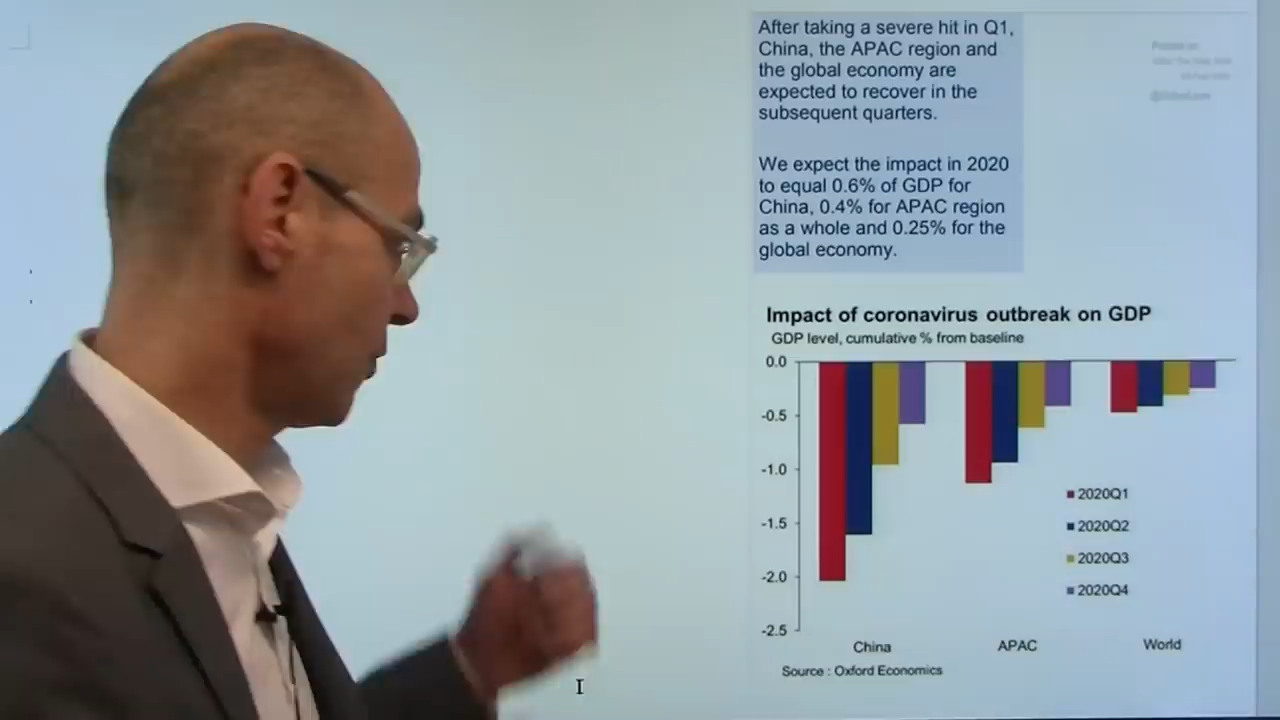 After taking a severe hit in Q1,
China, the APAC region and
the global economy are
expected to recover in the
subsequent quarters.
We expect the impact in 2020
to equal 0.6% of GDP for
China, 0.4% for APAC region
as a whole and 0.25% for the
global economy.
Impact of coronavirus outbreak on GDP
GDP level, cumulative % from baseline
0.0
-0.5
-1.0
-1.5
-2.0
-2.5
2020Q1
2020Q2
2020Q3
2020Q4
China APAC World
Source : Oxford Economics